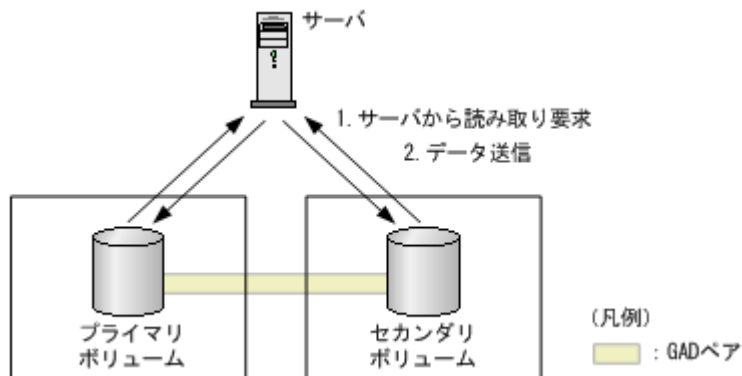 サーバ
1. サーバから読み取り要求
2. データ送信
プライマリ
ボリューム
セカンダリ
ボリューム
(凡例)
: GADペア